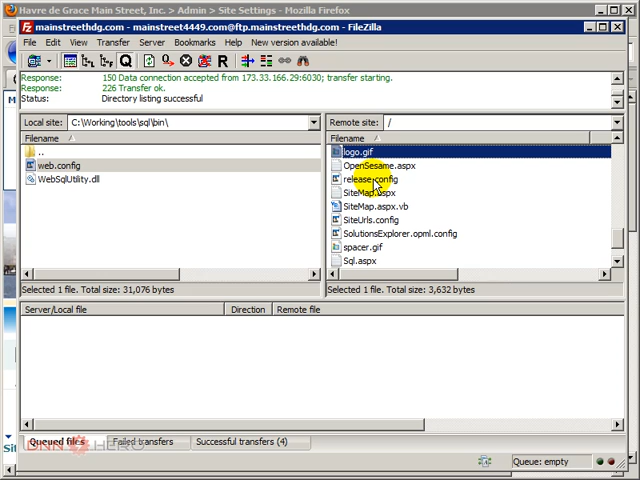 Havre de Grace Main Street, Inc. > Admin > Site Settings - Mozilla Firefox
mainstreethdg.com - mainstreet4449.com@ftp.mainstreethdg.com - FileZilla
File Edit View Transfer Server Bookmarks Help New version available!
Response: 150 Data connection accepted from 173.33.166.29:6030; transfer starting.
Response: 226 Transfer ok.
Status: Directory listing successful
Local site: C:\Working\tools\sql\bin\
Remote site: /
Filename
..
web.config
WebSqlUtility.dll
Filename
logo.gif
OpenSesame.aspx
release.config
SiteMap.aspx
SiteMap.aspx.vb
SiteUrls.config
SolutionsExplorer.opml.config
spacer.gif
Sql.aspx
Selected 1 file. Total size: 31,076 bytes
Selected 1 file. Total size: 3,632 bytes
Server/Local file Direction Remote file
Queued files Failed transfers Successful transfers (4)
DNN HERO
Queue: empty